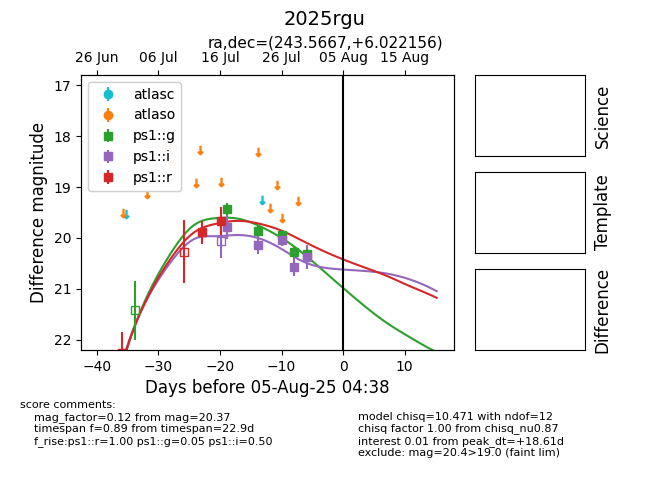 2025rgu
ra,dec=(243.5667,+6.022156)
26 Jun 06 Jul 16 Jul 26 Jul 05 Aug 15 Aug
atlasc
atlaso
ps1::g
ps1::i
ps1::r
17
18
19
20
21
22
Difference magnitude
−40 −30 −20 −10 0 10
Days before 05-Aug-25 04:38
Science
Template
Difference
score comments:
mag_factor=0.12 from mag=20.37
timespan f=0.89 from timespan=22.9d
f_rise:ps1::r=1.00 ps1::g=0.05 ps1::i=0.50
model chisq=10.471 with ndof=12
chisq factor 1.00 from chisq_nu0.87
interest 0.01 from peak_dt=+18.61d
exclude: mag=20.4>19.0 (faint lim)